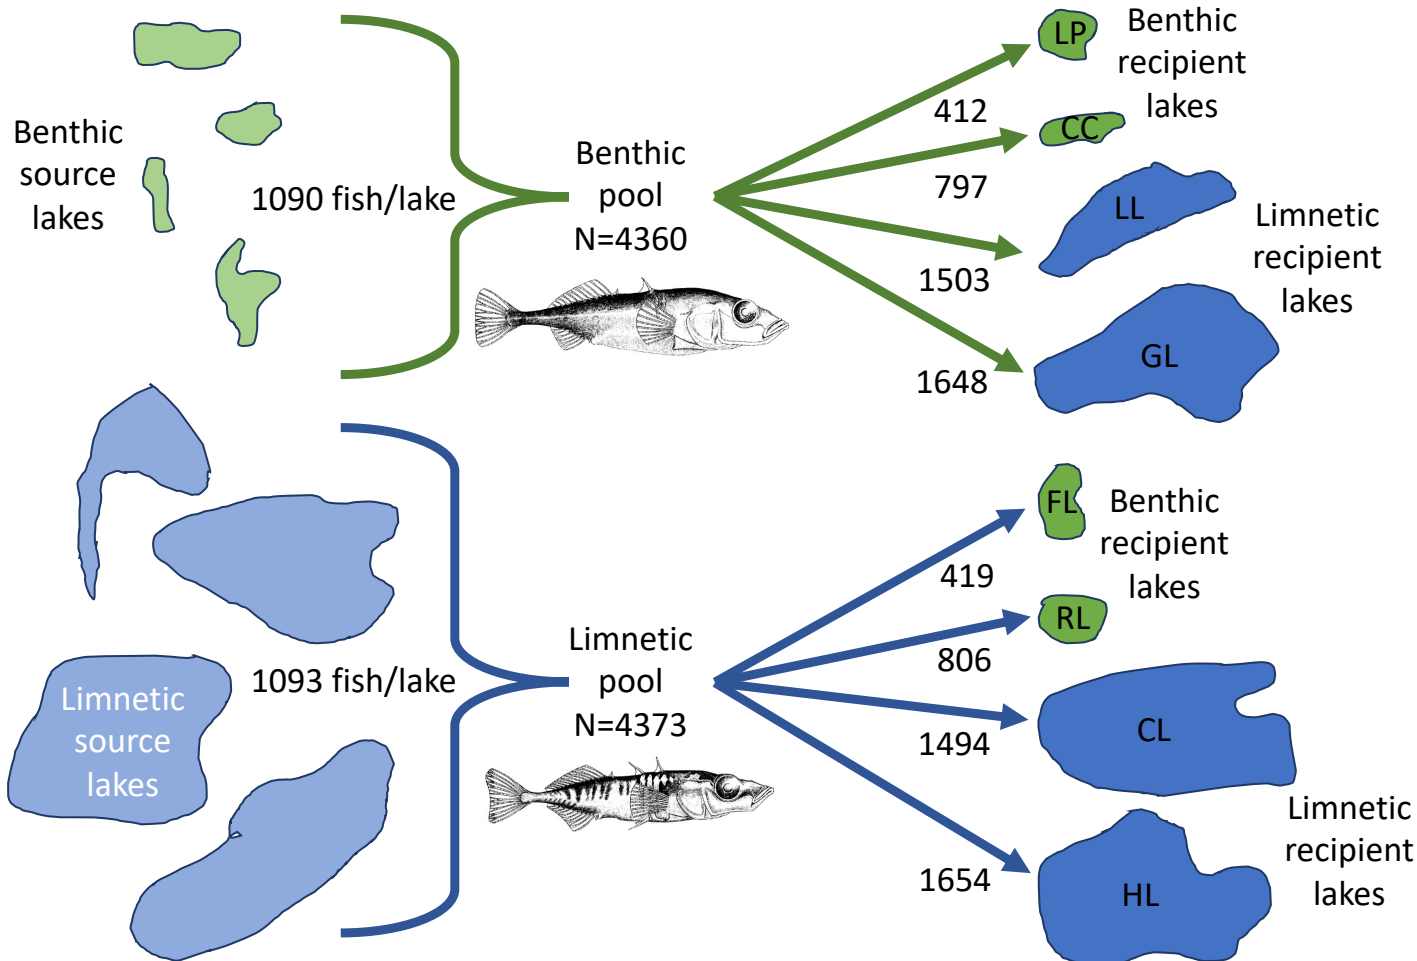 Benthic
source
lakes
1090 fish/lake
Benthic
pool
N=4360
412
797
1503
1648
LP
CC
Benthic
recipient
lakes
LL
GL
Limnetic
recipient
lakes
Limnetic
source
lakes
1093 fish/lake
Limnetic
pool
N=4373
419
806
1494
1654
FL
RL
Benthic
recipient
lakes
CL
HL
Limnetic
recipient
lakes